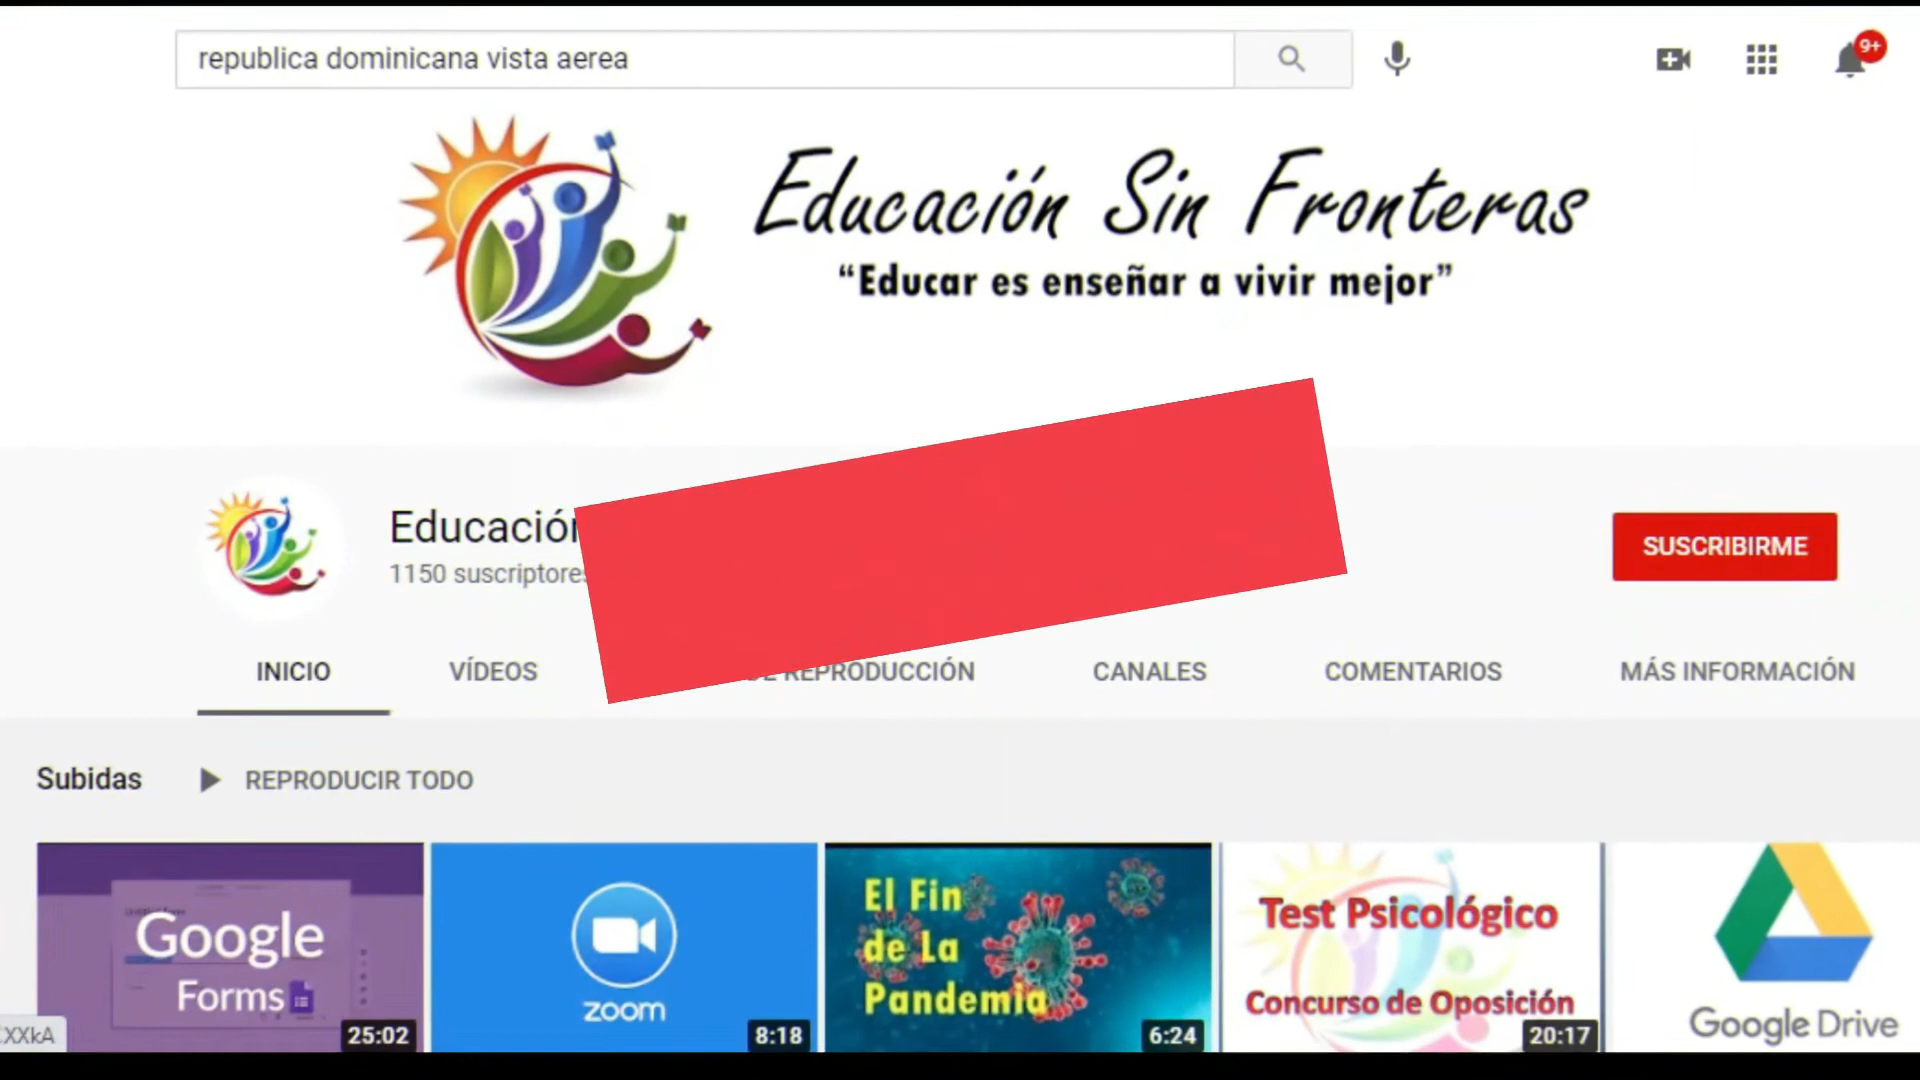 republica dominicana vista aerea
9+
Educación Sin Fronteras
“Educar es enseñar a vivir mejor”
Educación
1150 suscriptores
SUSCRIBIRME
INICIO
VÍDEOS
DE REPRODUCCIÓN
CANALES
COMENTARIOS
MÁS INFORMACIÓN
Subidas
REPRODUCIR TODO
Google
Forms
25:02
zoom
8:18
El Fin
de La
Pandemia
6:24
Test Psicológico
Concurso de Oposición
20:17
Google Drive